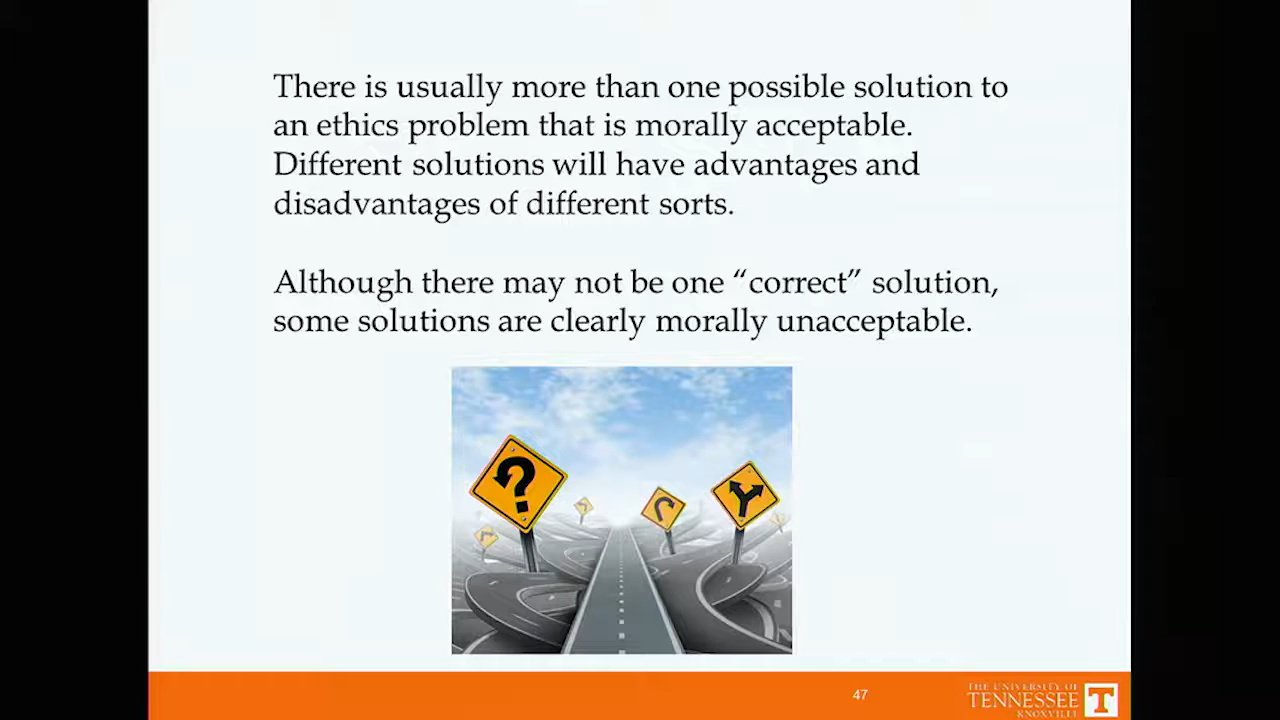 There is usually more than one possible solution to
an ethics problem that is morally acceptable.
Different solutions will have advantages and
disadvantages of different sorts.
Although there may not be one “correct” solution,
some solutions are clearly morally unacceptable.
?
47
THE UNIVERSITY OF
TENNESSEE
KNOXVILLE
T